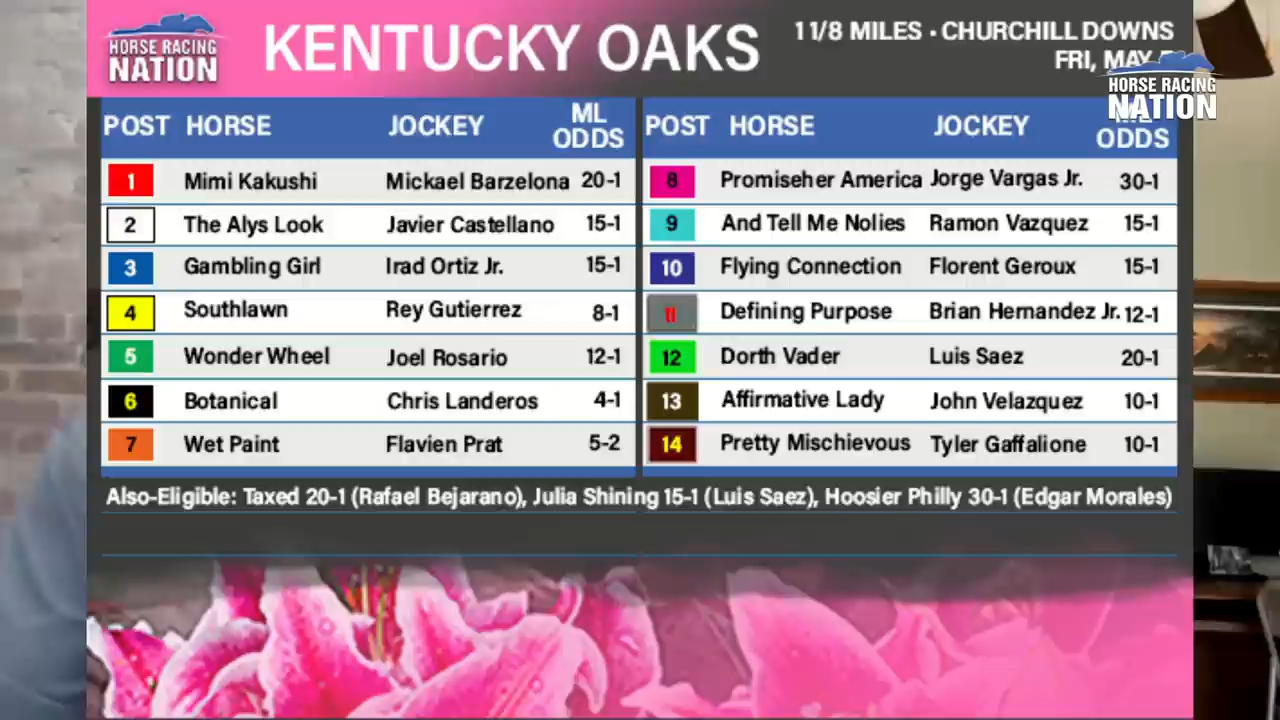 HORSE RACING
NATION
KENTUCKY OAKS
1 1/8 MILES • CHURCHILL DOWNS
FRI, MAY
HORSE RACING
NATION
POST HORSE JOCKEY ML ODDS
1 Mimi Kakushi Mickael Barzelona 20-1
2 The Alys Look Javier Castellano 15-1
3 Gambling Girl Irad Ortiz Jr. 15-1
4 Southlawn Rey Gutierrez 8-1
5 Wonder Wheel Joel Rosario 12-1
6 Botanical Chris Landeros 4-1
7 Wet Paint Flavien Prat 5-2
POST HORSE JOCKEY ODDS
8 Promiseher America Jorge Vargas Jr. 30-1
9 And Tell Me Nolies Ramon Vazquez 15-1
10 Flying Connection Florent Geroux 15-1
11 Defining Purpose Brian Hernandez Jr. 12-1
12 Dorth Vader Luis Saez 20-1
13 Affirmative Lady John Velazquez 10-1
14 Pretty Mischievous Tyler Gaffalione 10-1
Also-Eligible: Taxed 20-1 (Rafael Bejarano), Julia Shining 15-1 (Luis Saez), Hoosier Philly 30-1 (Edgar Morales)